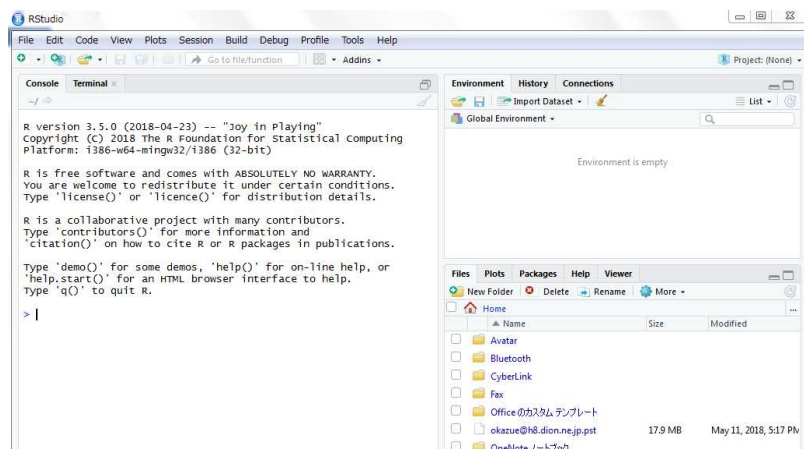 RStudio
File Edit Code View Plots Session Build Debug Profile Tools Help
Go to file/function Addins Project: (None)
Console Terminal
~/
R version 3.5.0 (2018-04-23) -- "Joy in Playing"
Copyright (C) 2018 The R Foundation for Statistical Computing
Platform: i386-w64-mingw32/i386 (32-bit)
R is free software and comes with ABSOLUTELY NO WARRANTY.
You are welcome to redistribute it under certain conditions.
Type 'license()' or 'licence()' for distribution details.
R is a collaborative project with many contributors.
Type 'contributors()' for more information and
'citation()' on how to cite R or R packages in publications.
Type 'demo()' for some demos, 'help()' for on-line help, or
'help.start()' for an HTML browser interface to help.
Type 'q()' to quit R.
>
Environment History Connections
Import Dataset List
Global Environment
Environment is empty
Files Plots Packages Help Viewer
New Folder Delete Rename More
Home ...
Name Size Modified
Avatar
Bluetooth
CyberLink
Fax
Office のカスタム テンプレート
okazue@h8.dion.ne.jp.pst 17.9 MB May 11, 2018, 5:17 PM
OneNote ノートブック